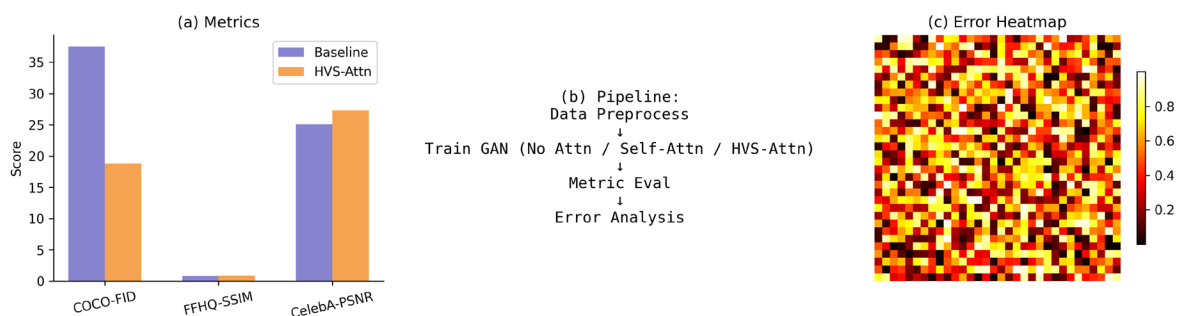 (a) Metrics
Score
35
30
25
20
15
10
5
0
Baseline
HVS-Attn
COCO-FID
FFHQ-SSIM
CelebA-PSNR
(b) Pipeline:
Data Preprocess
↓
Train GAN (No Attn / Self-Attn / HVS-Attn)
↓
Metric Eval
↓
Error Analysis
(c) Error Heatmap
0.8
0.6
0.4
0.2